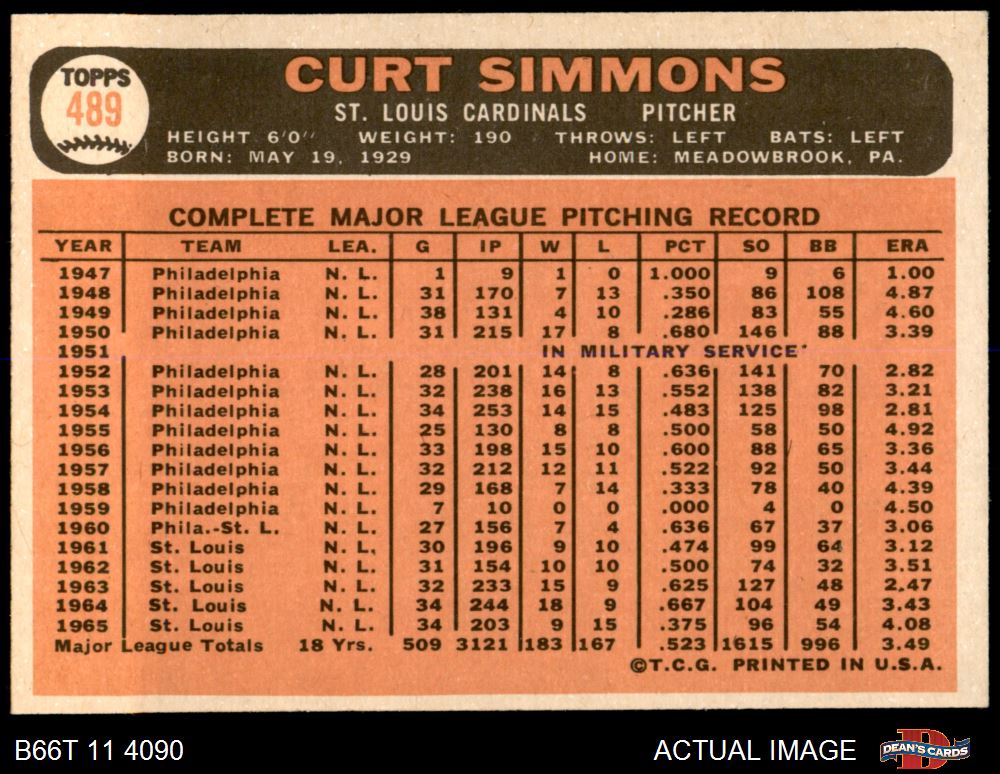 TOPPS
489
CURT SIMMONS
ST. LOUIS CARDINALS PITCHER
HEIGHT 6'0" WEIGHT: 190 THROWS: LEFT BATS: LEFT
BORN: MAY 19, 1929 HOME: MEADOWBROOK, PA.
COMPLETE MAJOR LEAGUE PITCHING RECORD
YEAR TEAM LEA. G IP W L PCT SO BB ERA
1947 Philadelphia N. L. 1 9 1 0 1.000 9 6 1.00
1948 Philadelphia N. L. 31 170 7 13 .350 86 108 4.87
1949 Philadelphia N. L. 38 131 4 10 .286 83 55 4.60
1950 Philadelphia N. L. 31 215 17 8 .680 146 88 3.39
1951 IN MILITARY SERVICE
1952 Philadelphia N. L. 28 201 14 8 .636 141 70 2.82
1953 Philadelphia N. L. 32 238 16 13 .552 138 82 3.21
1954 Philadelphia N. L. 34 253 14 15 .483 125 98 2.81
1955 Philadelphia N. L. 25 130 8 8 .500 58 50 4.92
1956 Philadelphia N. L. 33 198 15 10 .600 88 65 3.36
1957 Philadelphia N. L. 32 212 12 11 .522 92 50 3.44
1958 Philadelphia N. L. 29 168 7 14 .333 78 40 4.39
1959 Philadelphia N. L. 7 10 0 0 .000 4 0 4.50
1960 Phila.-St. L. N. L. 27 156 7 4 .636 67 37 3.06
1961 St. Louis N. L. 30 196 9 10 .474 99 64 3.12
1962 St. Louis N. L. 31 154 10 10 .500 74 32 3.51
1963 St. Louis N. L. 32 233 15 9 .625 127 48 2.47
1964 St. Louis N. L. 34 244 18 9 .667 104 49 3.43
1965 St. Louis N. L. 34 203 9 15 .375 96 54 4.08
Major League Totals 18 Yrs. 509 3121 183 167 .523 1615 996 3.49
©T.C.G. PRINTED IN U.S.A.
B66T 11 4090 ACTUAL IMAGE DEAN'S CARDS